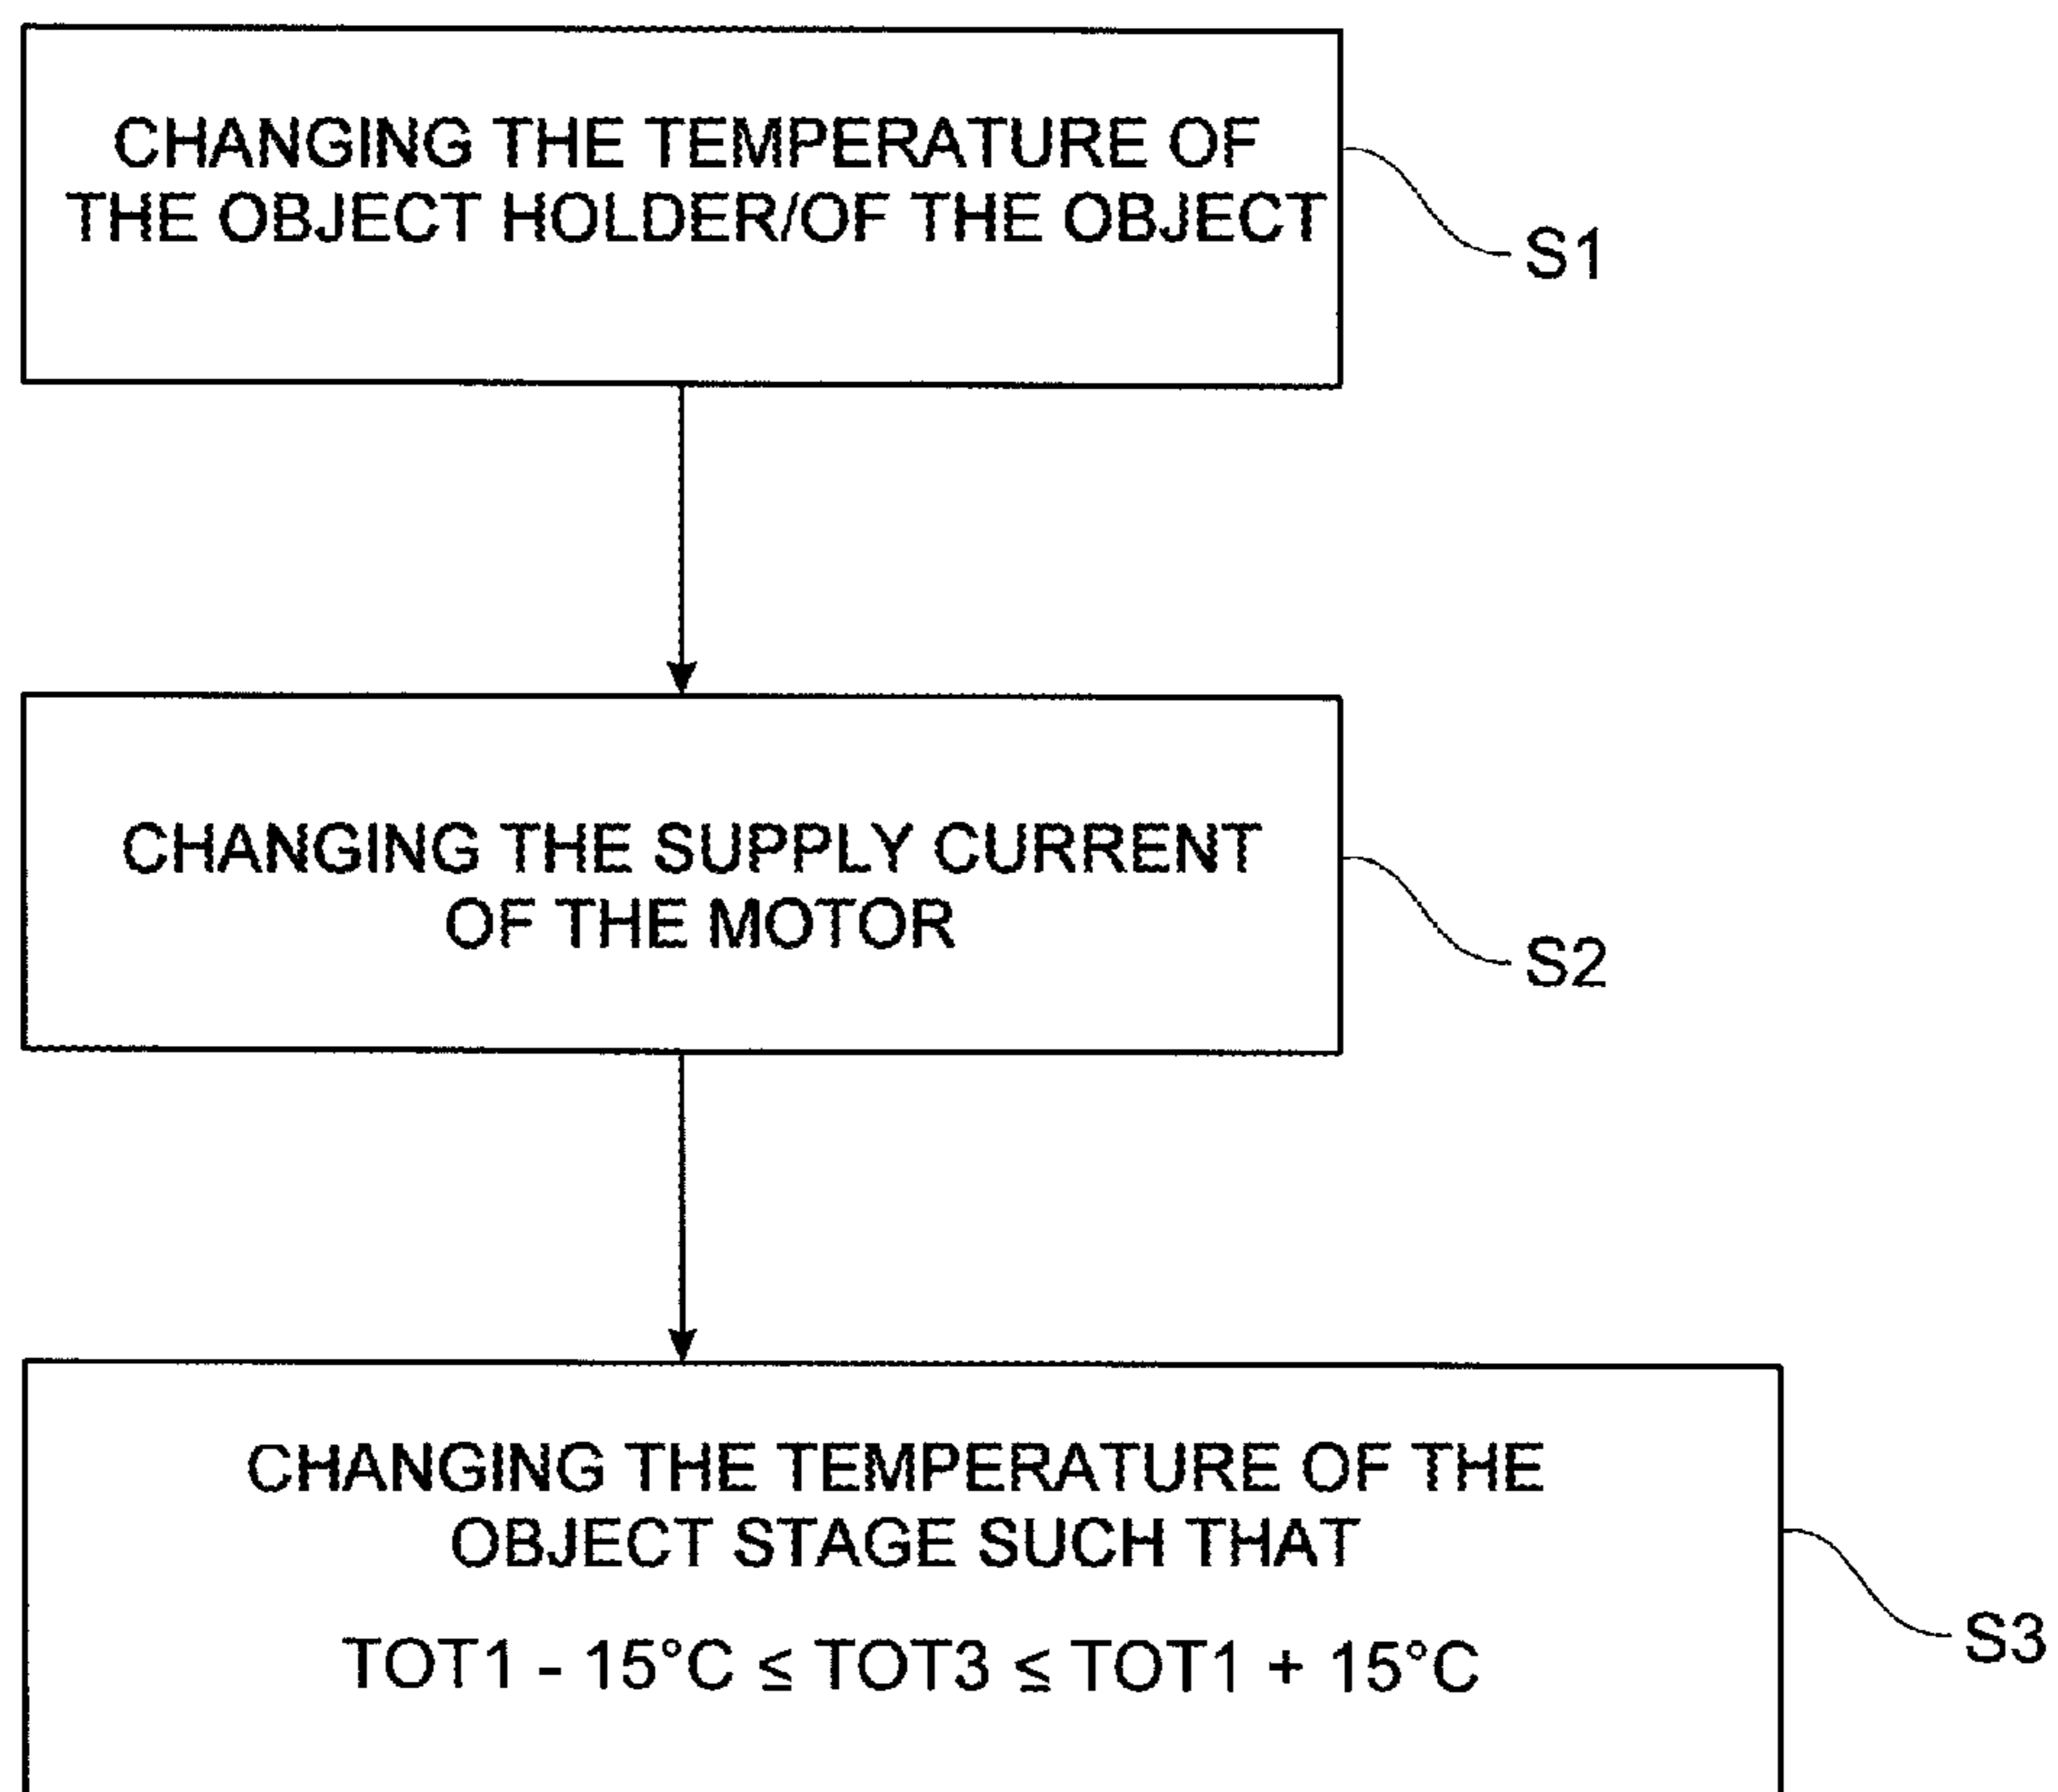 CHANGING THE TEMPERATURE OF
THE OBJECT HOLDER/OF THE OBJECT
S1
CHANGING THE SUPPLY CURRENT
OF THE MOTOR
S2
CHANGING THE TEMPERATURE OF THE
OBJECT STAGE SUCH THAT
TOT1 - 15°C ≤ TOT3 ≤ TOT1 + 15°C
S3